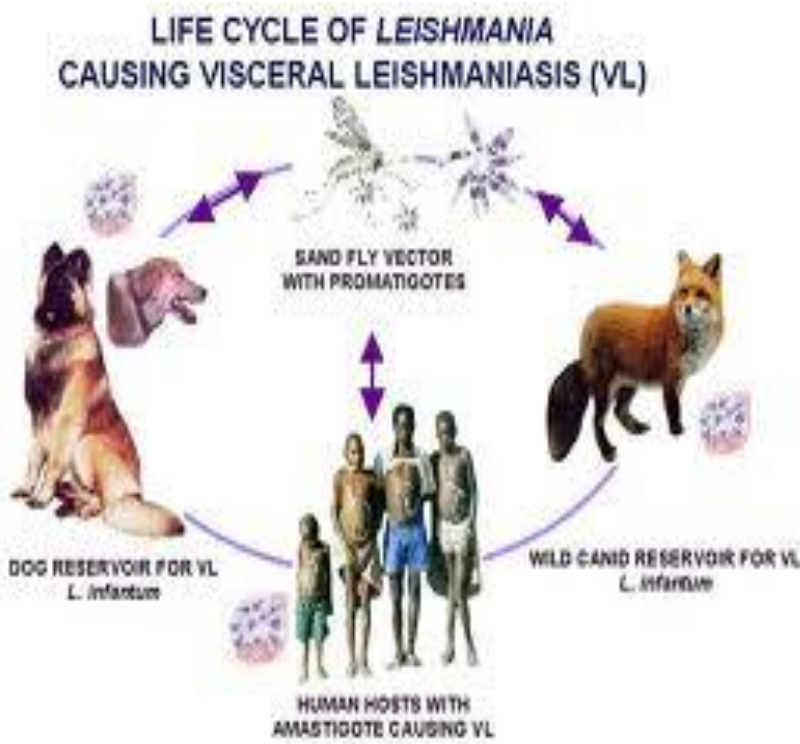 LIFE CYCLE OF LEISHMANIA
CAUSING VISCERAL LEISHMANIASIS (VL)
SAND FLY VECTOR
WITH PROMATIGOTES
DOG RESERVOIR FOR VL
L. infantum
WILD CANID RESERVOIR FOR VL
L. infantum
HUMAN HOSTS WITH
AMASTIGOTE CAUSING VL